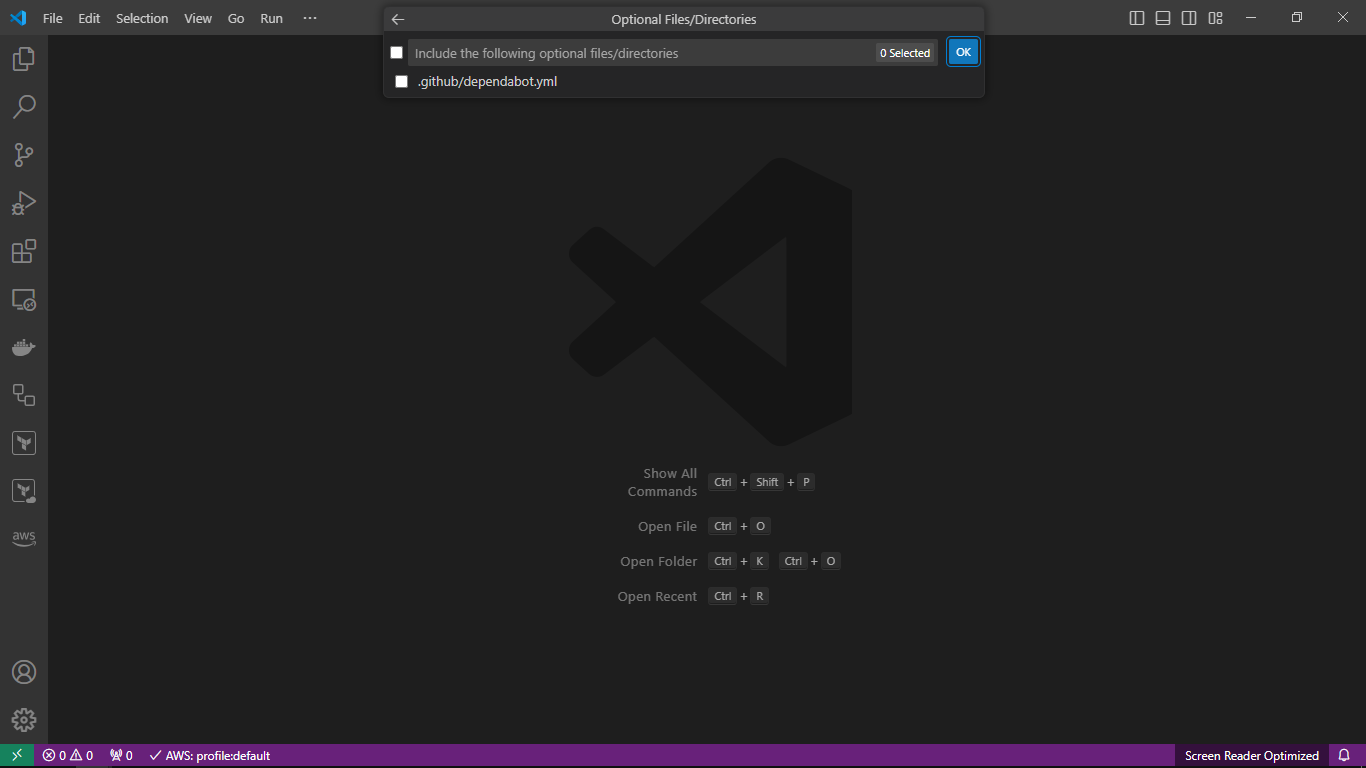 File Edit Selection View Go Run ...
Optional Files/Directories
Include the following optional files/directories 0 Selected OK
.github/dependabot.yml
Show All Commands Ctrl + Shift + P
Open File Ctrl + O
Open Folder Ctrl + K Ctrl + O
Open Recent Ctrl + R
aws
0 0 0 AWS: profile:default Screen Reader Optimized